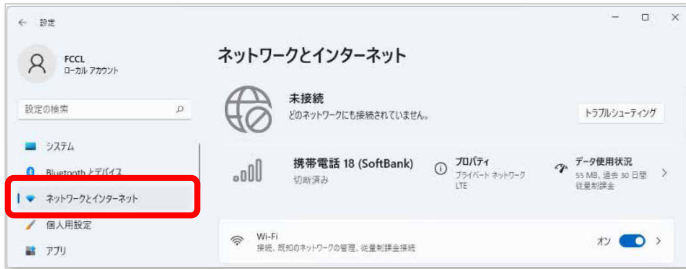 設定
FCCL
ローカル アカウント
設定の検索
システム
Bluetooth とデバイス
ネットワークとインターネット
個人用設定
アプリ
ネットワークとインターネット
未接続
どのネットワークにも接続されていません。
トラブルシューティング
携帯電話 18 (SoftBank)
切断済み
プロパティ
プライベート ネットワーク
LTE
データ使用状況
55 MB、過去 30 日間
従量制課金
Wi-Fi
接続、既知のネットワークの管理、従量制課金接続
オン